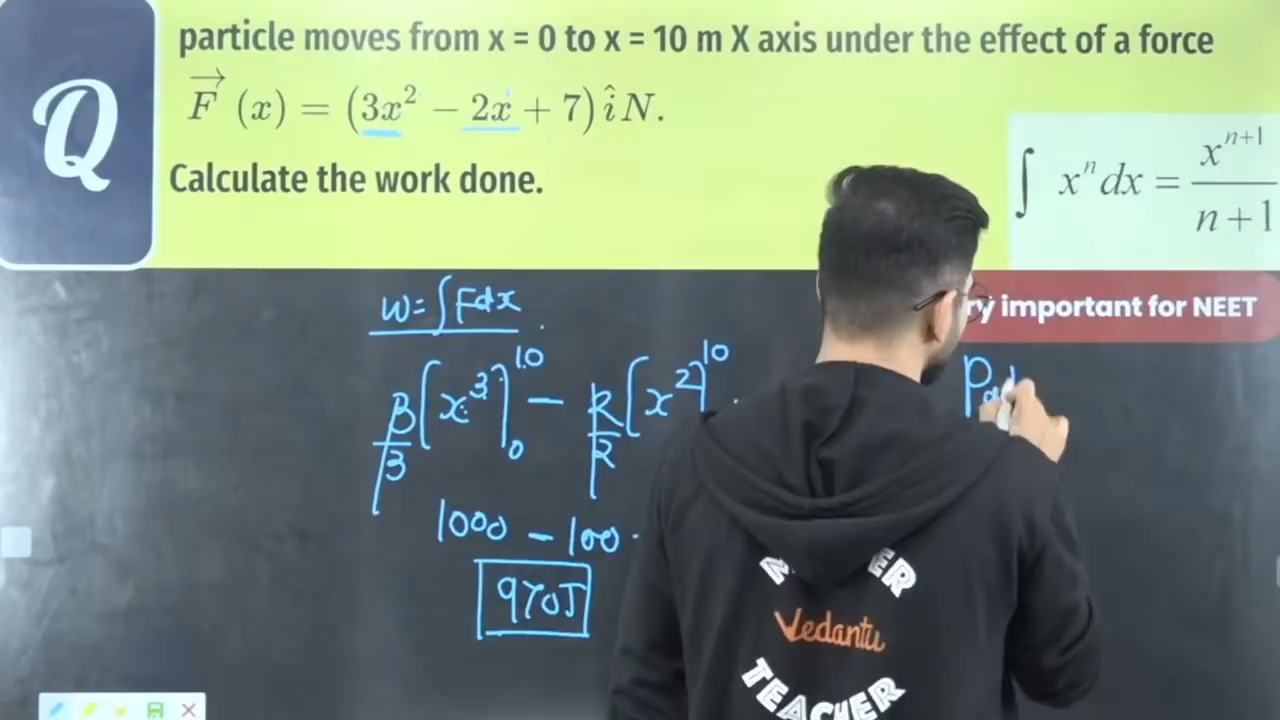 Q
particle moves from x = 0 to x = 10 m X axis under the effect of a force
F⃗ (x) = (3x² − 2x + 7) î N.
Calculate the work done.
∫ xⁿ dx = xⁿ⁺¹ / n + 1
ry important for NEET
W = ∫ F dx
3/3 [x³]₀¹⁰ − 2/2 [x²]¹⁰
1000 − 100
970J
ER
Vedantu
TEACHER